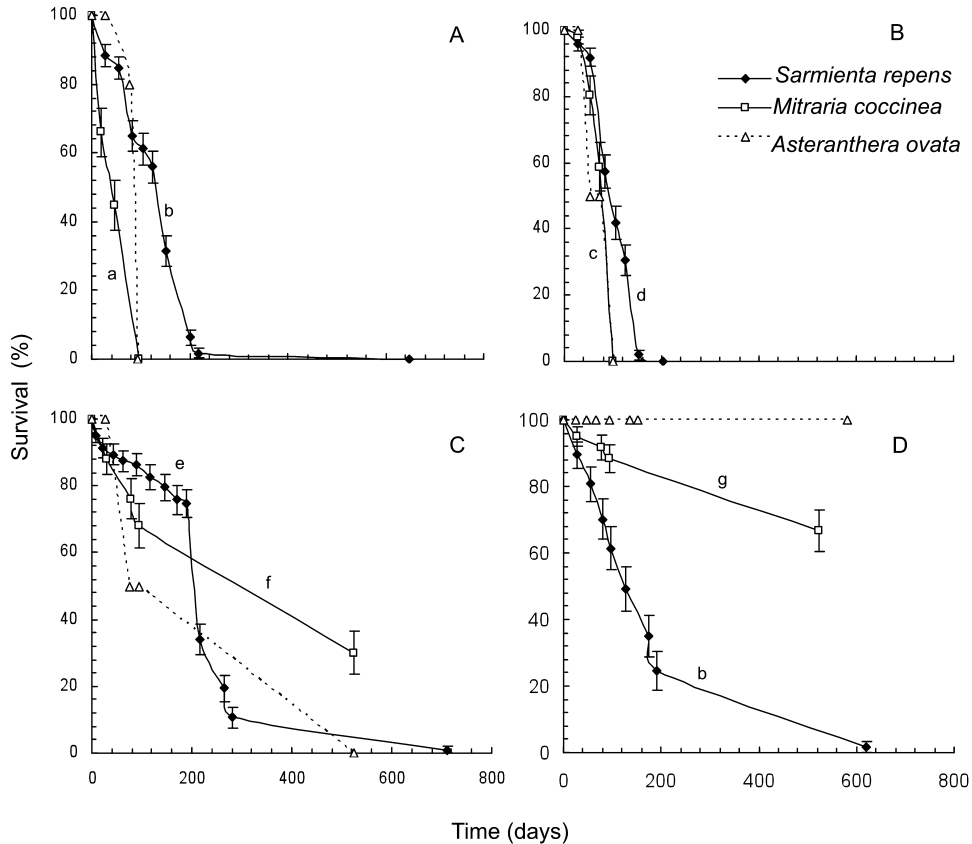 A
100
80
60
40
20
0
a
b
B
100
80
60
40
20
0
c
d
Sarmienta repens
Mitraria coccinea
Asteranthera ovata
Survival (%)
C
100
80
60
40
20
0
e
f
0 200 400 600 800
D
100
80
60
40
20
0
g
b
0 200 400 600 800
Time (days)